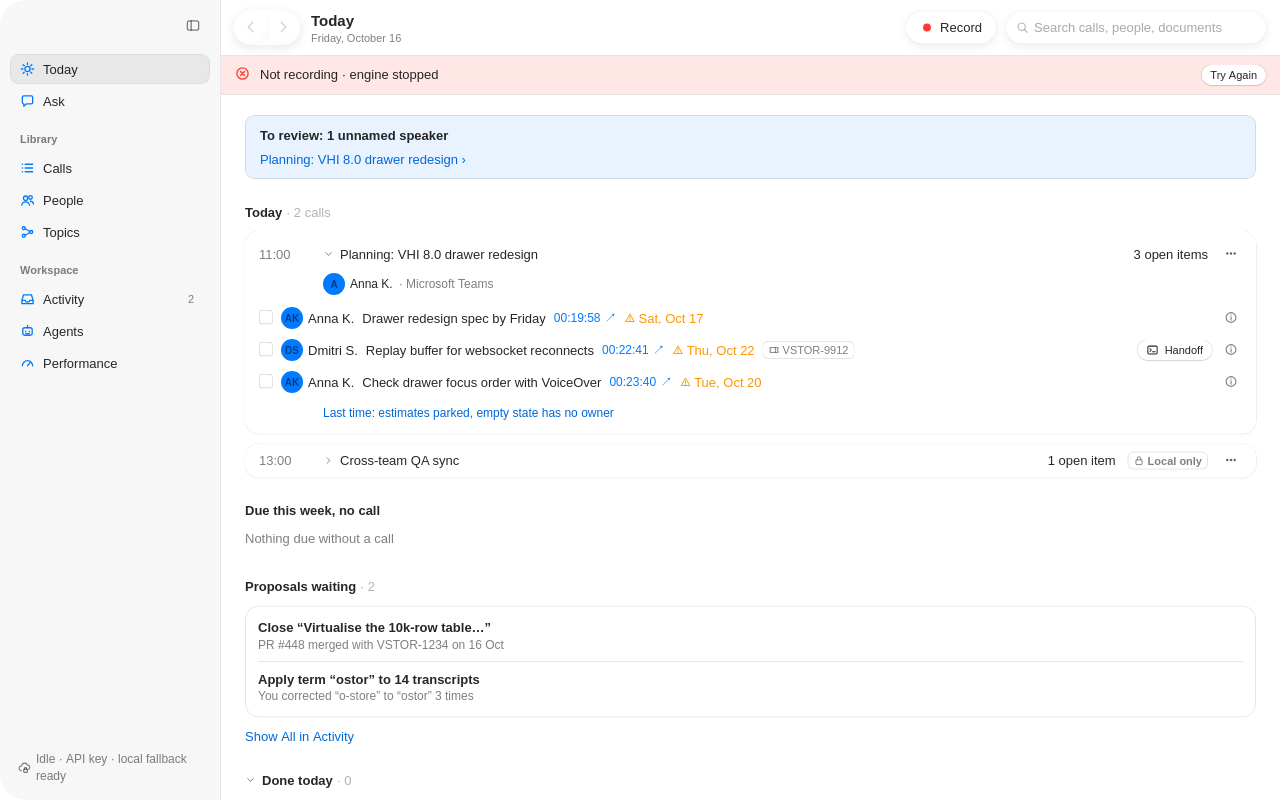 Today
Friday, October 16
Record
Search calls, people, documents
Today
Ask
Library
Calls
People
Topics
Workspace
Activity 2
Agents
Performance
Idle · API key · local fallback
ready
Not recording · engine stopped
Try Again
To review: 1 unnamed speaker
Planning: VHI 8.0 drawer redesign ›
Today · 2 calls
11:00 Planning: VHI 8.0 drawer redesign 3 open items
A Anna K. · Microsoft Teams
AK Anna K. Drawer redesign spec by Friday 00:19:58 ↗ Sat, Oct 17
DS Dmitri S. Replay buffer for websocket reconnects 00:22:41 ↗ Thu, Oct 22 VSTOR-9912 Handoff
AK Anna K. Check drawer focus order with VoiceOver 00:23:40 ↗ Tue, Oct 20
Last time: estimates parked, empty state has no owner
13:00 Cross-team QA sync 1 open item Local only
Due this week, no call
Nothing due without a call
Proposals waiting · 2
Close “Virtualise the 10k-row table…”
PR #448 merged with VSTOR-1234 on 16 Oct
Apply term “ostor” to 14 transcripts
You corrected “o-store” to “ostor” 3 times
Show All in Activity
Done today · 0